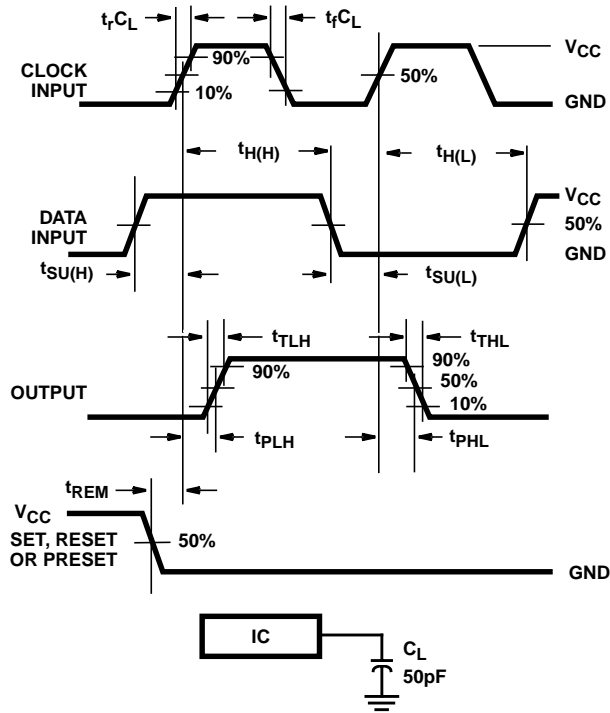 trCL
tfCL
VCC
CLOCK
INPUT
90%
10%
50%
GND
tH(H)
tH(L)
VCC
DATA
INPUT
50%
GND
tSU(H)
tSU(L)
tTLH
tTHL
90%
90%
50%
10%
OUTPUT
tPLH
tPHL
tREM
VCC
SET, RESET
OR PRESET
50%
GND
IC
CL
50pF